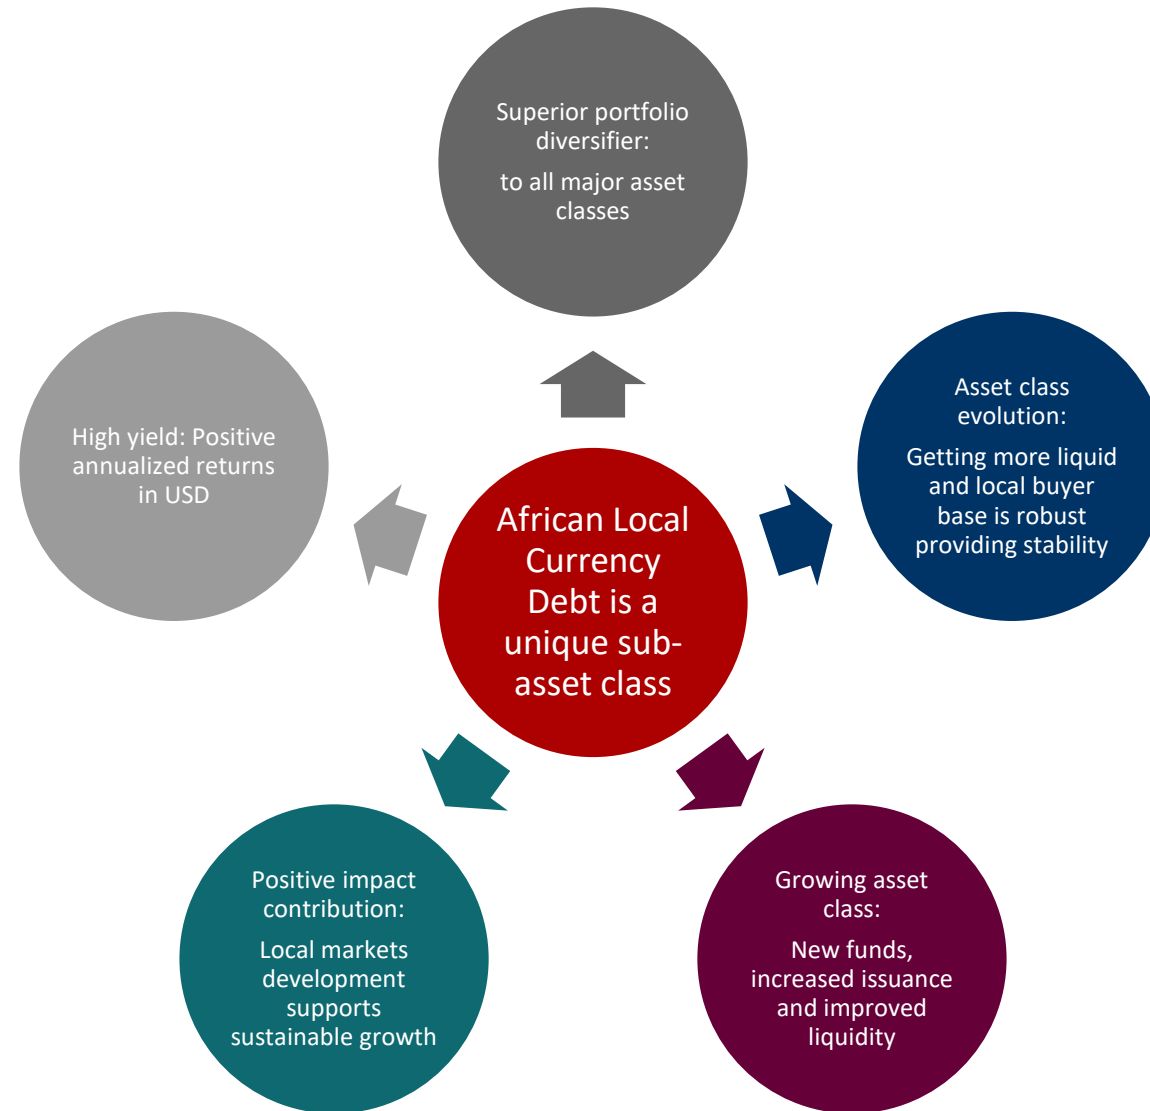 Superior portfolio
diversifier:
to all major asset
classes
Asset class
evolution:
Getting more liquid
and local buyer
base is robust
providing stability
High yield: Positive
annualized returns
in USD
African Local
Currency
Debt is a
unique sub-
asset class
Positive impact
contribution:
Local markets
development
supports
sustainable growth
Growing asset
class:
New funds,
increased issuance
and improved
liquidity